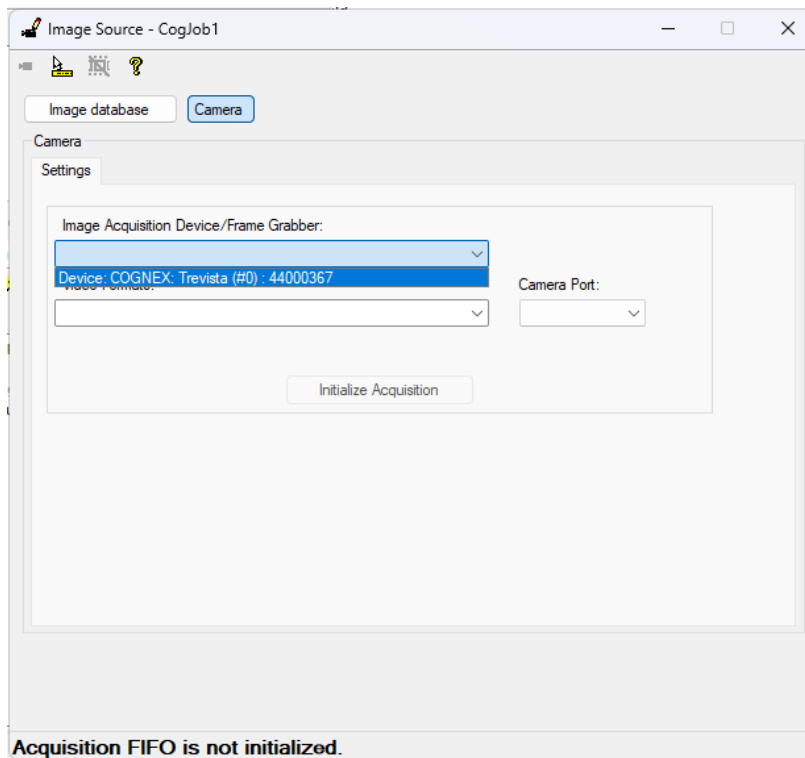 Image Source - CogJob1
Image database
Camera
Camera
Settings
Image Acquisition Device/Frame Grabber:
Device: COGNEX: Trevista (#0) : 44000367
Camera Port:
Initialize Acquisition
Acquisition FIFO is not initialized.